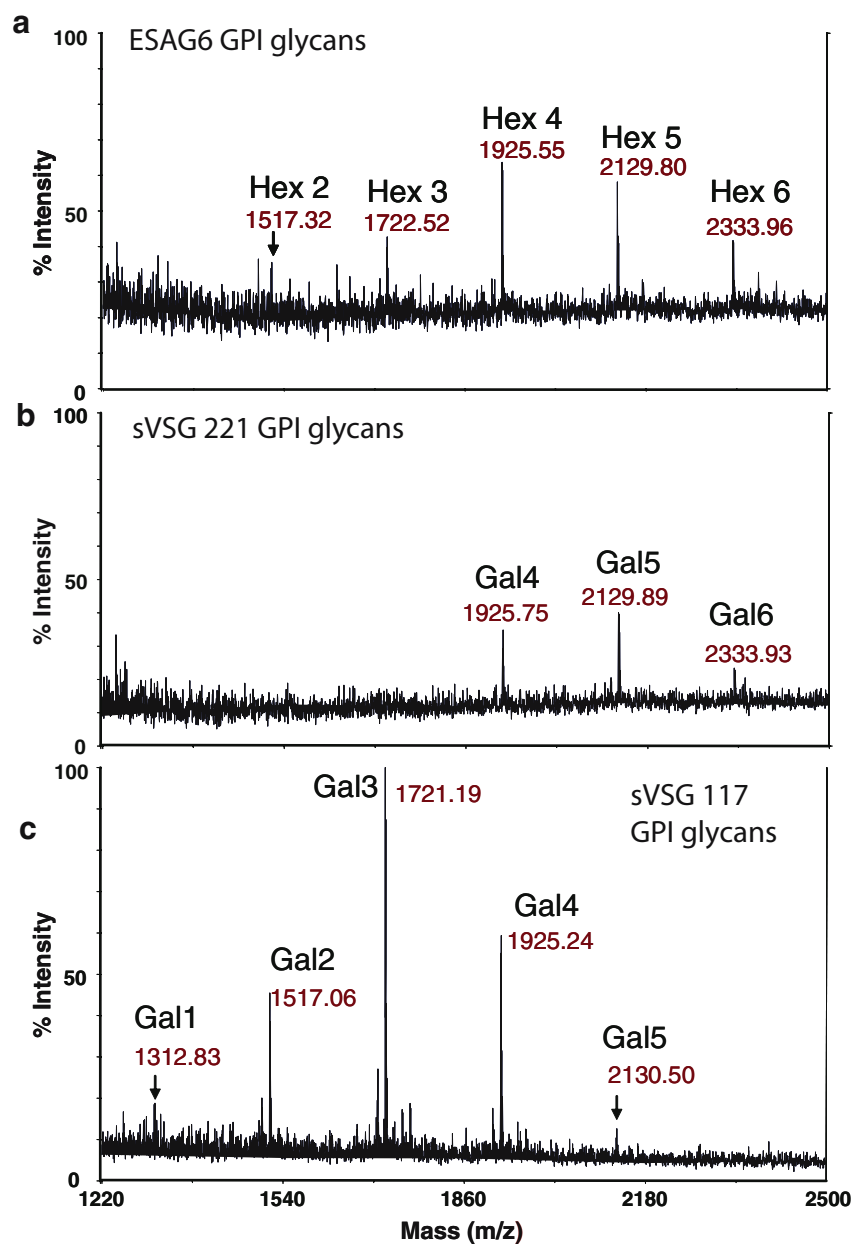 a
100
ESAG6 GPI glycans
Hex 4
1925.55
Hex 5
2129.80
Hex 2
1517.32
Hex 3
1722.52
Hex 6
2333.96
50
% Intensity
0
b
100
sVSG 221 GPI glycans
Gal4
1925.75
Gal5
2129.89
Gal6
2333.93
50
% Intensity
0
c
100
Gal3
1721.19
sVSG 117
GPI glycans
Gal4
1925.24
Gal2
1517.06
Gal1
1312.83
Gal5
2130.50
50
% Intensity
0
1220 1540 1860 2180 2500
Mass (m/z)